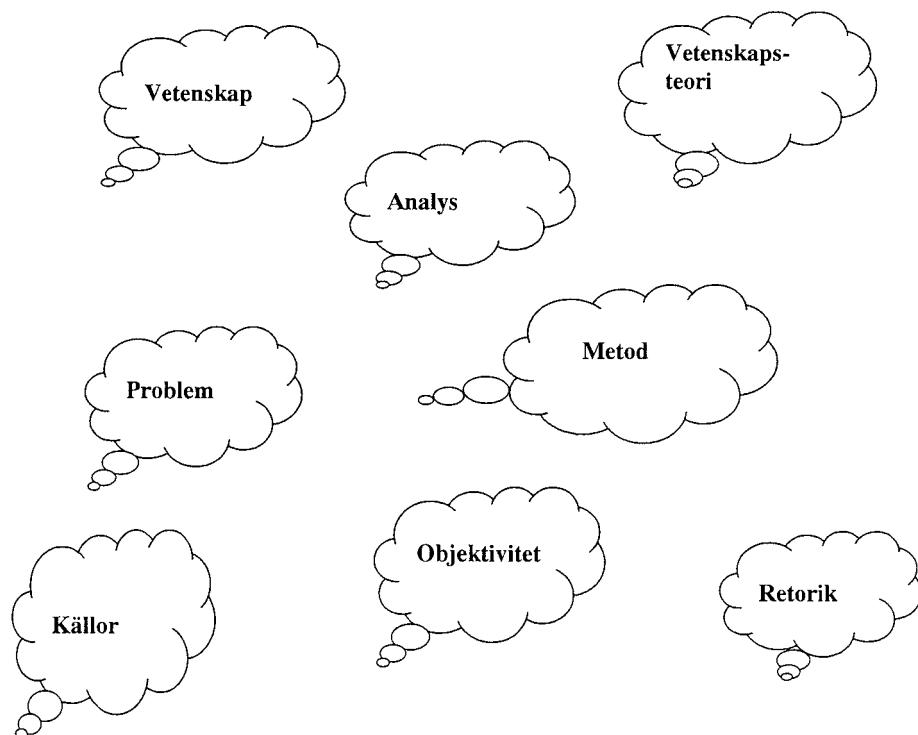 Vetenskap
Vetenskaps-
teori
Analys
Metod
Problem
Objektivitet
Retorik
Källor